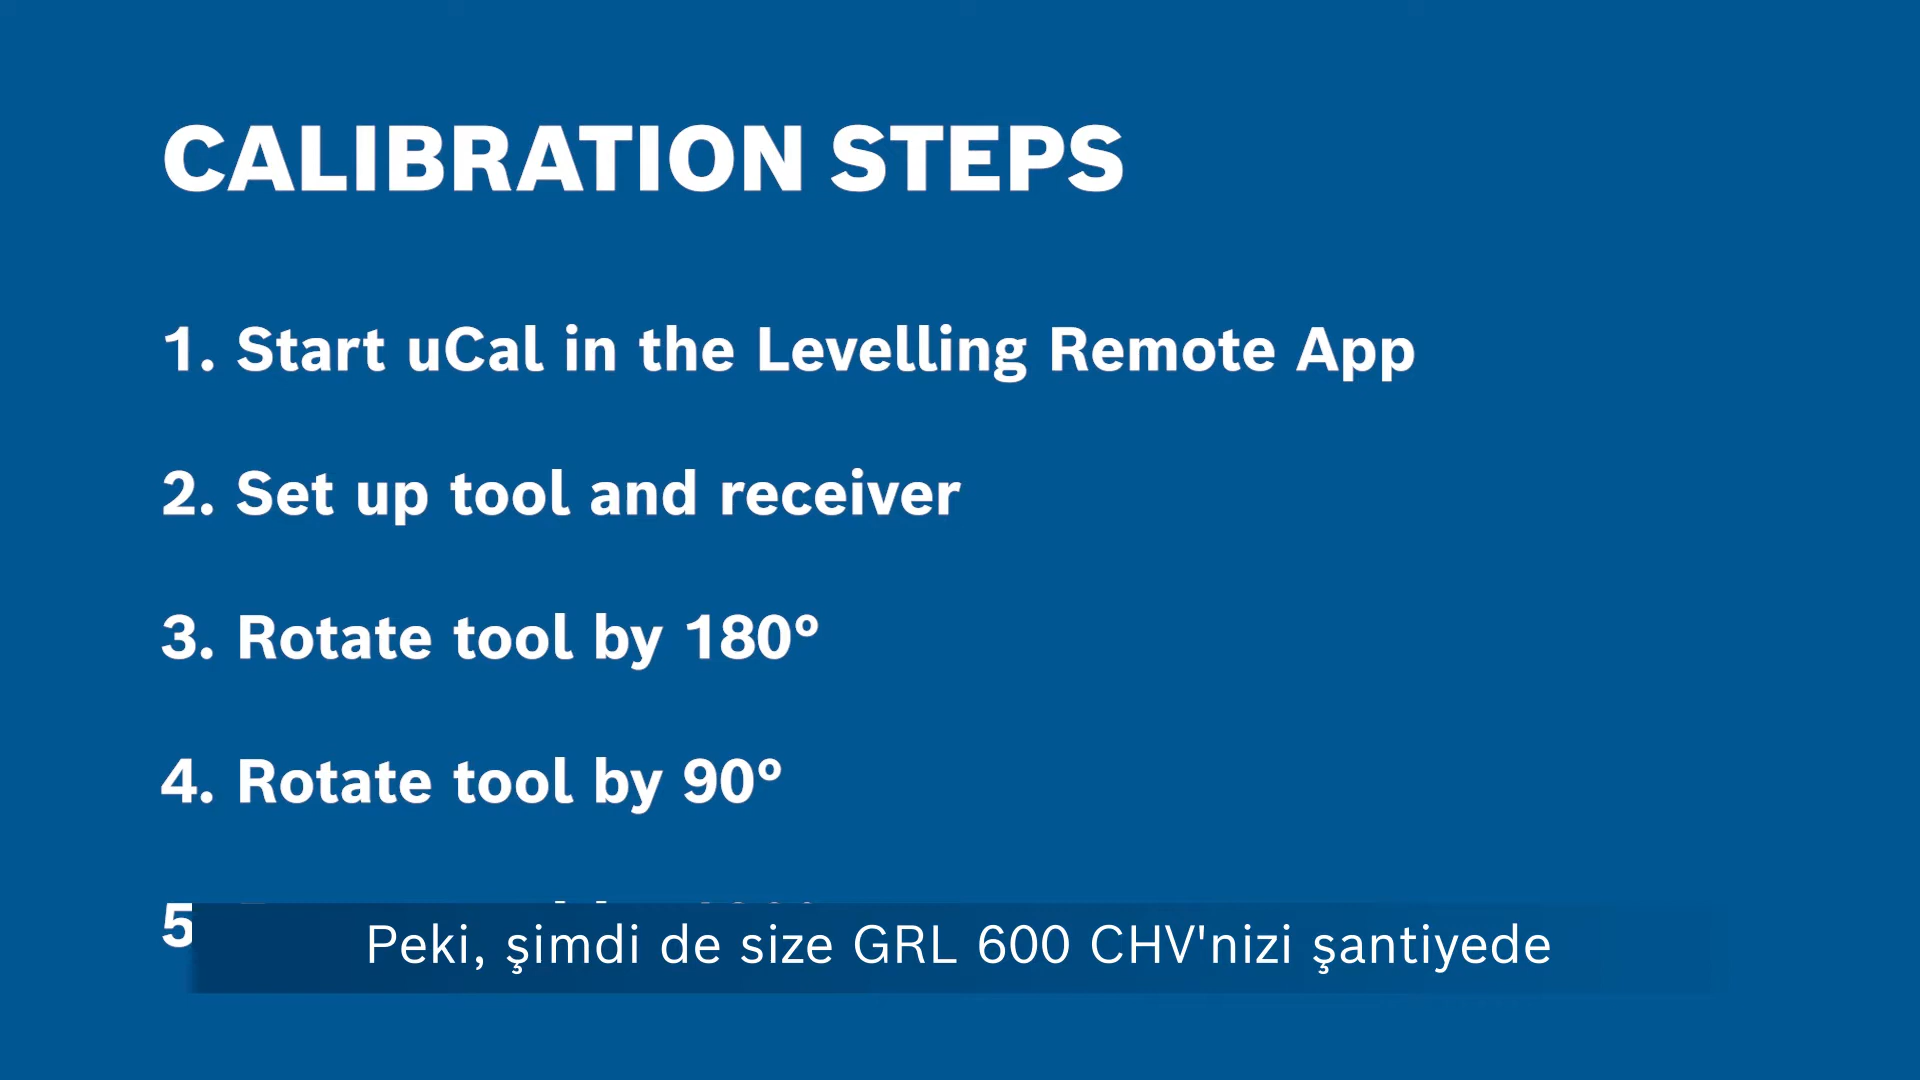 CALIBRATION STEPS
1. Start uCal in the Levelling Remote App
2. Set up tool and receiver
3. Rotate tool by 180°
4. Rotate tool by 90°
5
Peki, şimdi de size GRL 600 CHV'nizi şantiyede